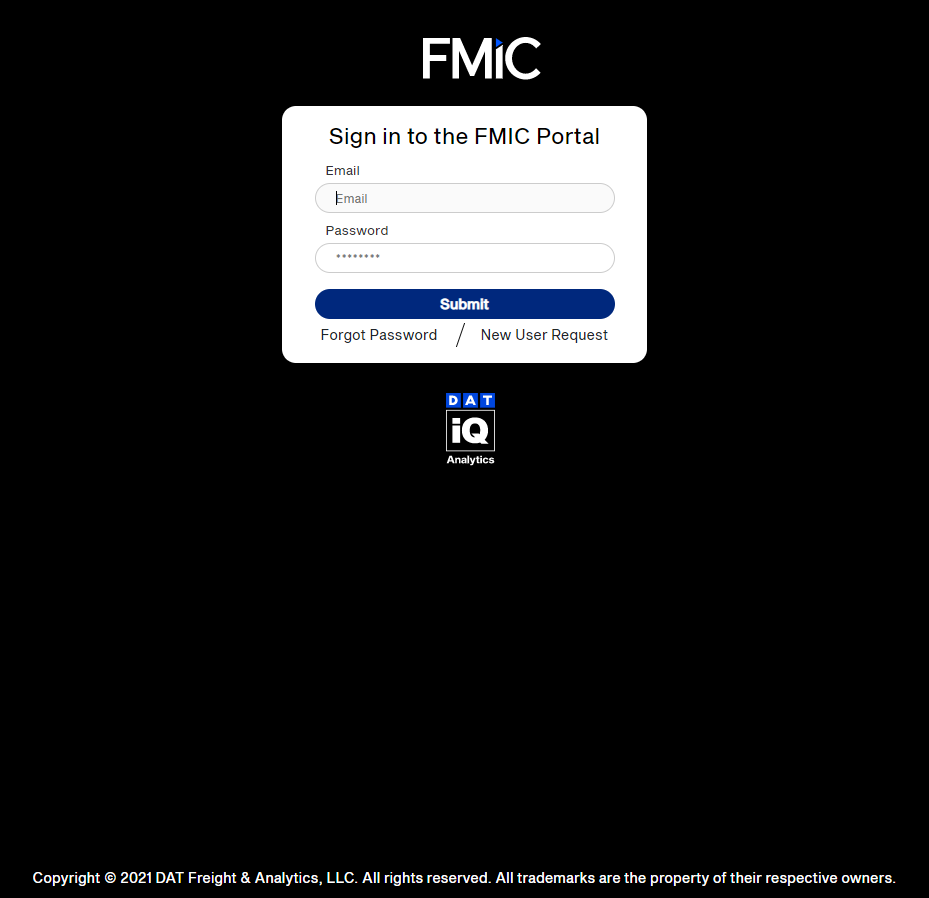 FMiC
Sign in to the FMIC Portal
Email
Email
Password
********
Submit
Forgot Password / New User Request
DAT
iQ
Analytics
Copyright © 2021 DAT Freight & Analytics, LLC. All rights reserved. All trademarks are the property of their respective owners.